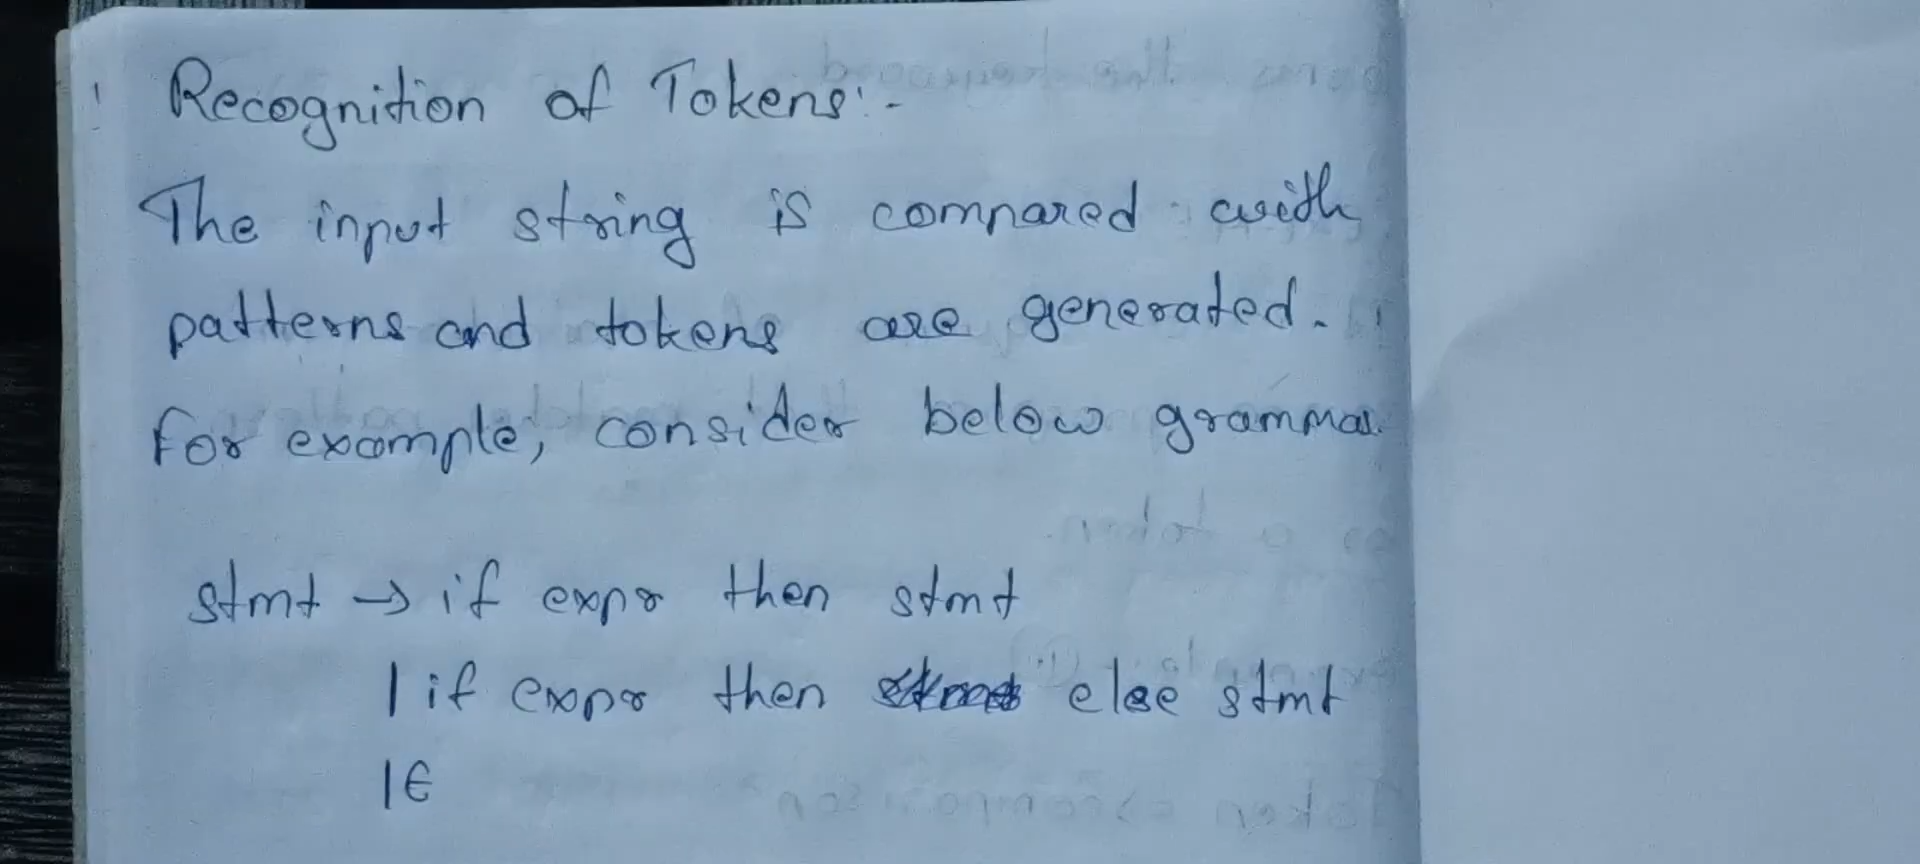 Recognition of Tokens:-
The input string is compared with
patterns and tokens are generated.
For example, consider below grammar
stmt → if expr then stmt
| if expr then stmt else stmt
| ϵ